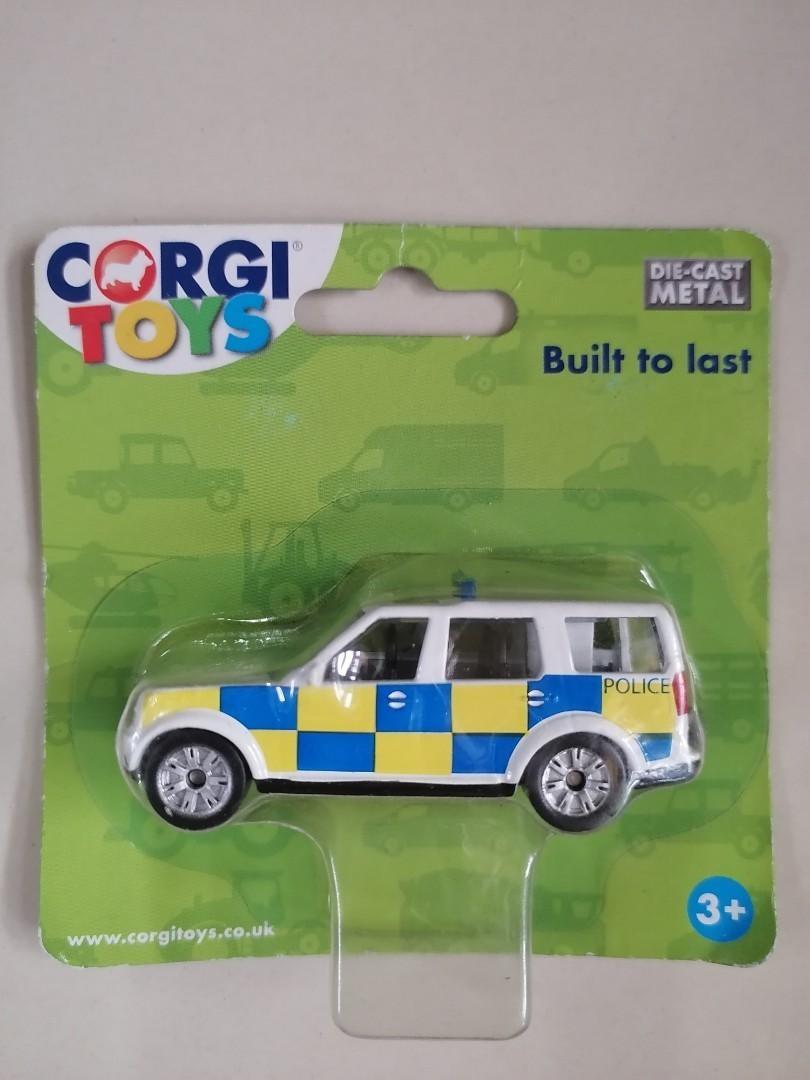 CORGI®
TOYS
DIE-CAST
METAL
Built to last
POLICE
www.corgitoys.co.uk
3+